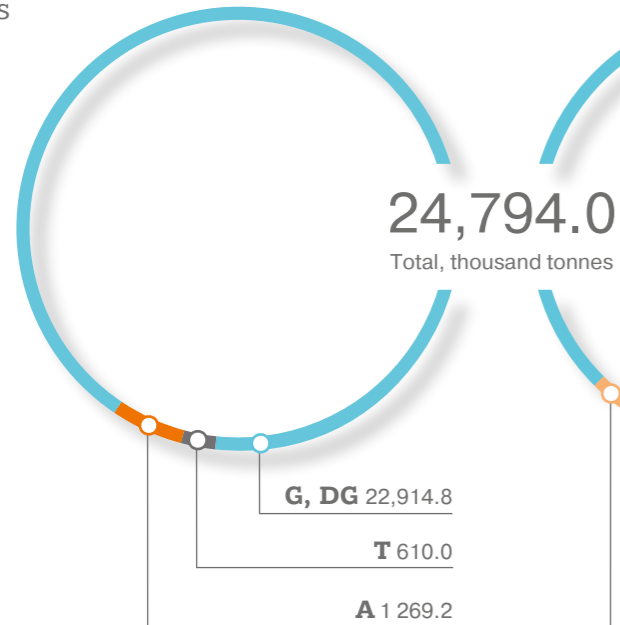 s
24,794.0
Total, thousand tonnes
G, DG 22,914.8
T 610.0
A 1 269.2